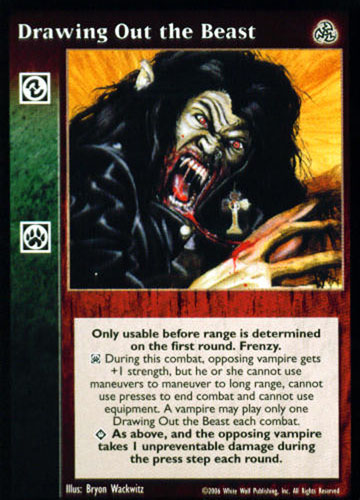 Drawing Out the Beast
Only usable before range is determined
on the first round. Frenzy.
During this combat, opposing vampire gets
+1 strength, but he or she cannot use
maneuvers to maneuver to long range, cannot
use presses to end combat and cannot use
equipment. A vampire may play only one
Drawing Out the Beast each combat.
As above, and the opposing vampire
takes 1 unpreventable damage during
the press step each round.
Illus: Bryon Wackwitz
©2006 White Wolf Publishing, Inc. All Rights Reserved